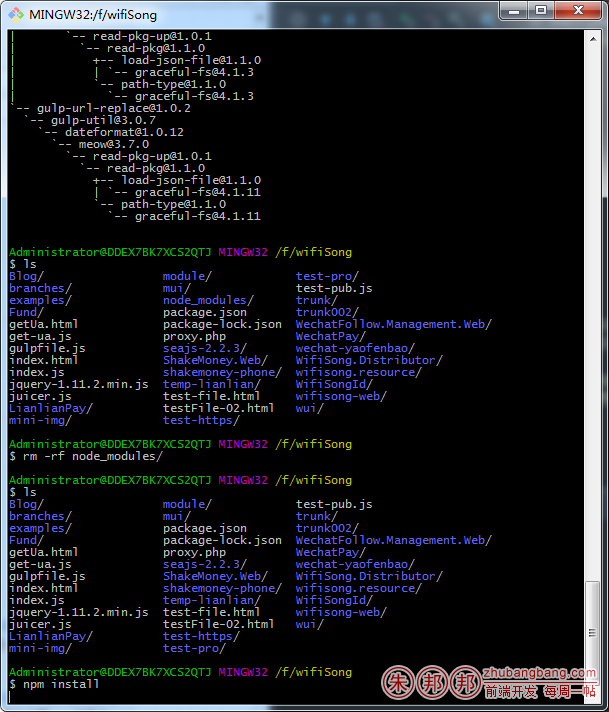 MINGW32:/f/wifiSong
|       `-- read-pkg-up@1.0.1
|         `-- read-pkg@1.1.0
|           +-- load-json-file@1.1.0
|           | `-- graceful-fs@4.1.3
|           `-- path-type@1.1.0
|             `-- graceful-fs@4.1.3
`-- gulp-url-replace@1.0.2
  `-- gulp-util@3.0.7
    `-- dateformat@1.0.12
      `-- meow@3.7.0
        `-- read-pkg-up@1.0.1
          `-- read-pkg@1.1.0
            +-- load-json-file@1.1.0
            | `-- graceful-fs@4.1.11
            `-- path-type@1.1.0
              `-- graceful-fs@4.1.11
Administrator@DDEX7BK7XCS2QTJ MINGW32 /f/wifiSong
$ ls
Blog/ module/ test-pro/
branches/ mui/ test-pub.js
examples/ node_modules/ trunk/
Fund/ package.json trunk002/
getUa.html package-lock.json WechatFollow.Management.Web/
get-ua.js proxy.php WechatPay/
gulpfile.js seajs-2.2.3/ wechat-yaofenbao/
index.html ShakeMoney.Web/ WifiSong.Distributor/
index.js shakemoney-phone/ wifisong.resource/
jquery-1.11.2.min.js temp-lianlian/ WifiSongId/
juicer.js test-file.html wifisong-web/
LianlianPay/ testFile-02.html wui/
mini-img/ test-https/
Administrator@DDEX7BK7XCS2QTJ MINGW32 /f/wifiSong
$ rm -rf node_modules/
Administrator@DDEX7BK7XCS2QTJ MINGW32 /f/wifiSong
$ ls
Blog/ module/ test-pub.js
branches/ mui/ trunk/
examples/ package.json trunk002/
Fund/ package-lock.json WechatFollow.Management.Web/
getUa.html proxy.php WechatPay/
get-ua.js seajs-2.2.3/ wechat-yaofenbao/
gulpfile.js ShakeMoney.Web/ WifiSong.Distributor/
index.html shakemoney-phone/ wifisong.resource/
index.js temp-lianlian/ WifiSongId/
jquery-1.11.2.min.js test-file.html wifisong-web/
juicer.js testFile-02.html wui/
LianlianPay/ test-https/
mini-img/ test-pro/
Administrator@DDEX7BK7XCS2QTJ MINGW32 /f/wifiSong
$ npm install
朱邦邦 zhubangbang.com
前端开发 每周一帖